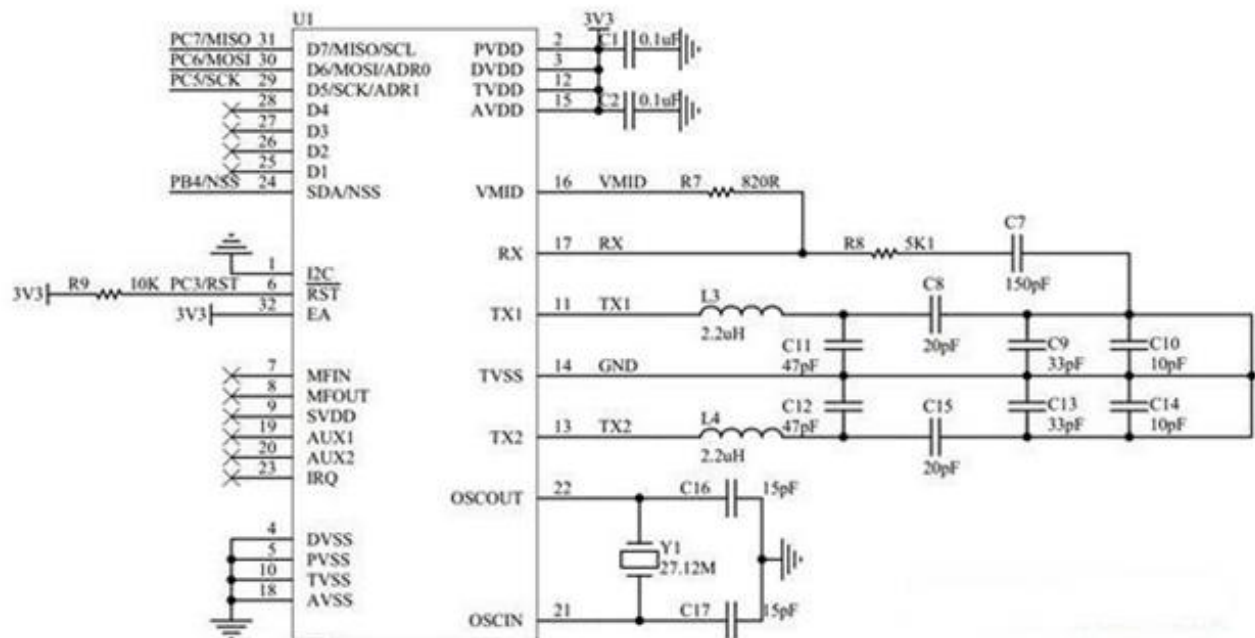 U1
3V3
PC7/MISO 31 D7/MISO/SCL PVDD 2 C1 0.1uF
PC6/MOSI 30 D6/MOSI/ADR0 DVDD 3
PC5/SCK 29 D5/SCK/ADR1 TVDD 12
28 D4 AVDD 15 C2 0.1uF
27 D3
26 D2
25 D1
PB4/NSS 24 SDA/NSS VMID 16 VMID R7 820R
C7
RX 17 RX R8 5K1
1 I2C
150pF
R9 10K PC3/RST 6 RST
3V3
C8
3V3 32 EA TX1 11 TX1 L3
2.2uH
20pF
C11 C9 C10
47pF 33pF 10pF
7 MFIN TVSS 14 GND
8 MFOUT
9 SVDD C12 C15 C13 C14
47pF 33pF 10pF
19 AUX1 TX2 13 TX2 L4
20 AUX2 2.2uH
20pF
23 IRQ
OSCOUT 22 C16 15pF
4 DVSS
5 PVSS Y1
10 TVSS 27.12M
18 AVSS
OSCIN 21 C17 15pF